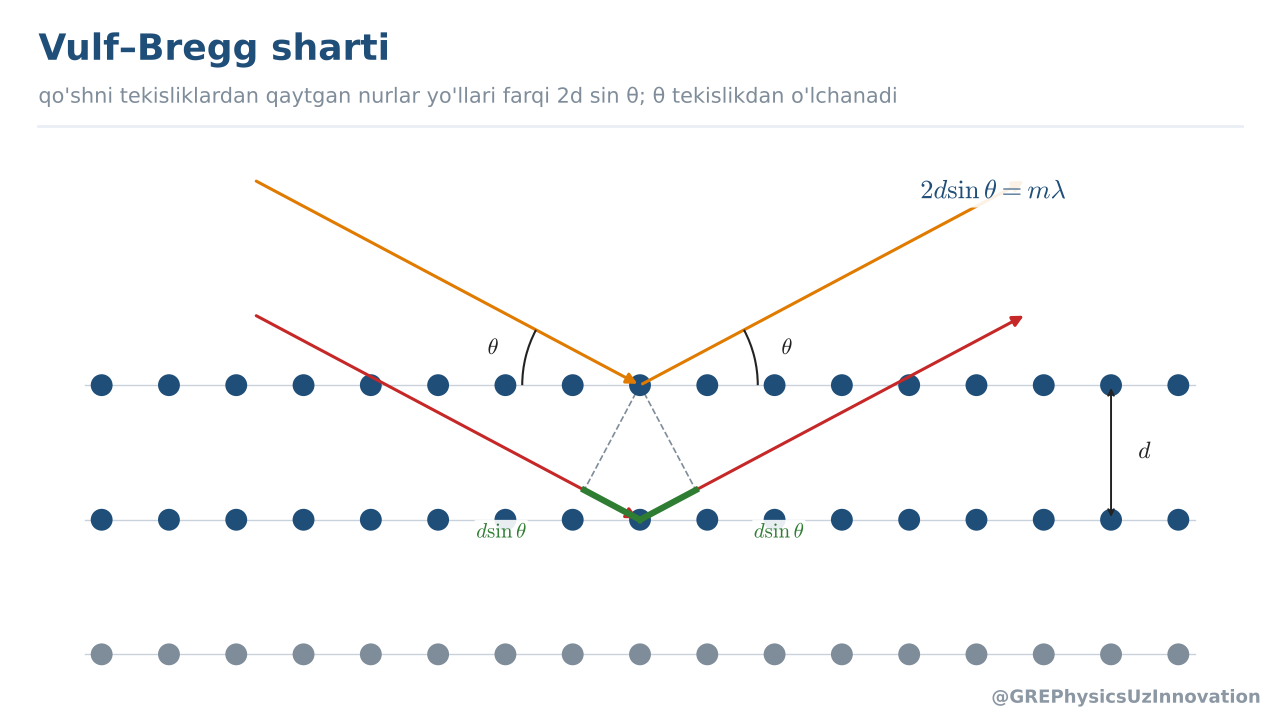 Vulf–Bregg sharti
qo'shni tekisliklardan qaytgan nurlar yo'llari farqi 2d sin θ; θ tekislikdan o'lchanadi
2d sin θ = mλ
θ
θ
d
d sin θ
d sin θ
@GREPhysicsUzInnovation